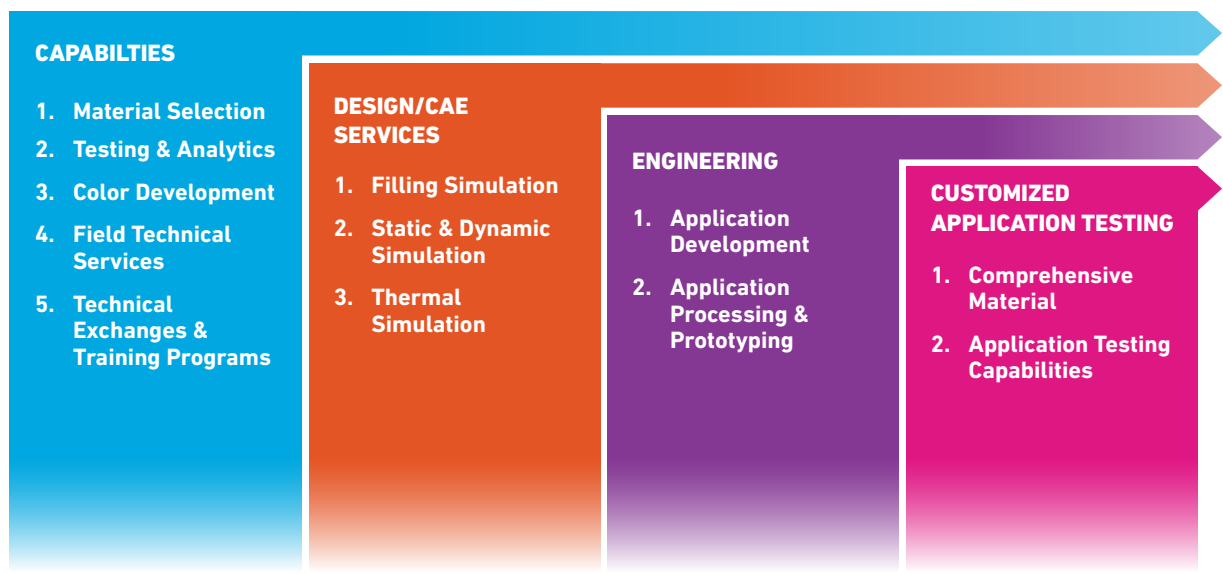 CAPABILTIES
1. Material Selection
2. Testing & Analytics
3. Color Development
4. Field Technical
Services
5. Technical
Exchanges &
Training Programs
DESIGN/CAE
SERVICES
1. Filling Simulation
2. Static & Dynamic
Simulation
3. Thermal
Simulation
ENGINEERING
1. Application
Development
2. Application
Processing &
Prototyping
CUSTOMIZED
APPLICATION TESTING
1. Comprehensive
Material
2. Application Testing
Capabilities